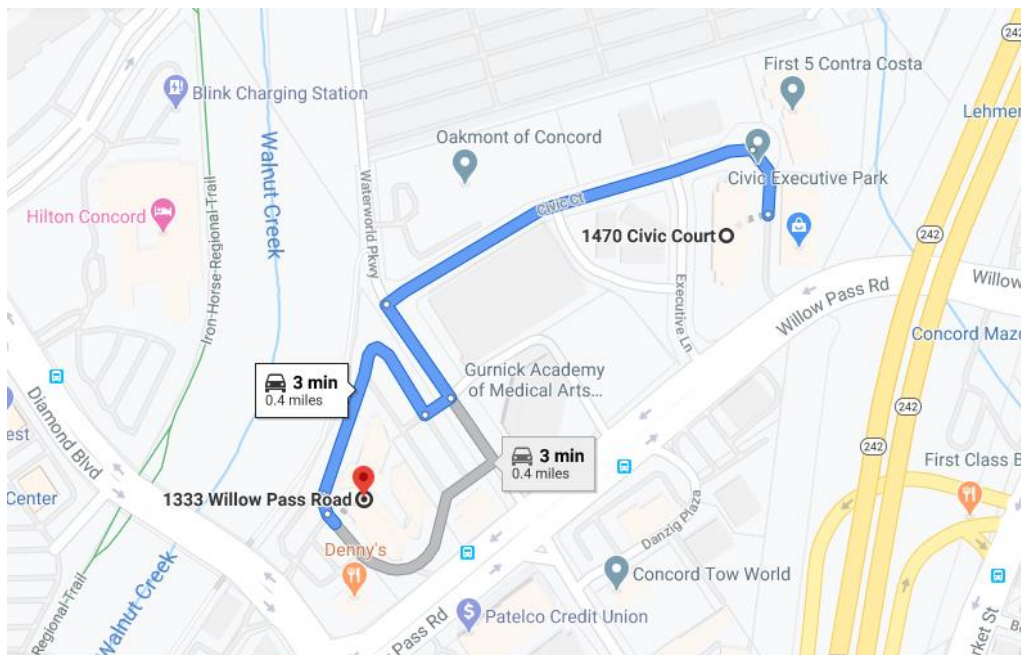 242
First 5 Contra Costa
Blink Charging Station
Lehmer
Oakmont of Concord
Walnut Creek
Civic Executive Park
Waterworld Pkwy
Civic Ct
Hilton Concord
1470 Civic Court
242
Iron-Horse-Regional-Trail
Executive Ln
Willow Pass Rd
Willow
Concord Maz
3 min
0.4 miles
Gurnick Academy
of Medical Arts...
242
Diamond Blvd
est
242
3 min
0.4 miles
First Class B
Center
1333 Willow Pass Road
Danzig Plaza
Denny's
Concord Tow World
Walnut Creek
Regional-Trail
Patelco Credit Union
Pass Rd
rket St